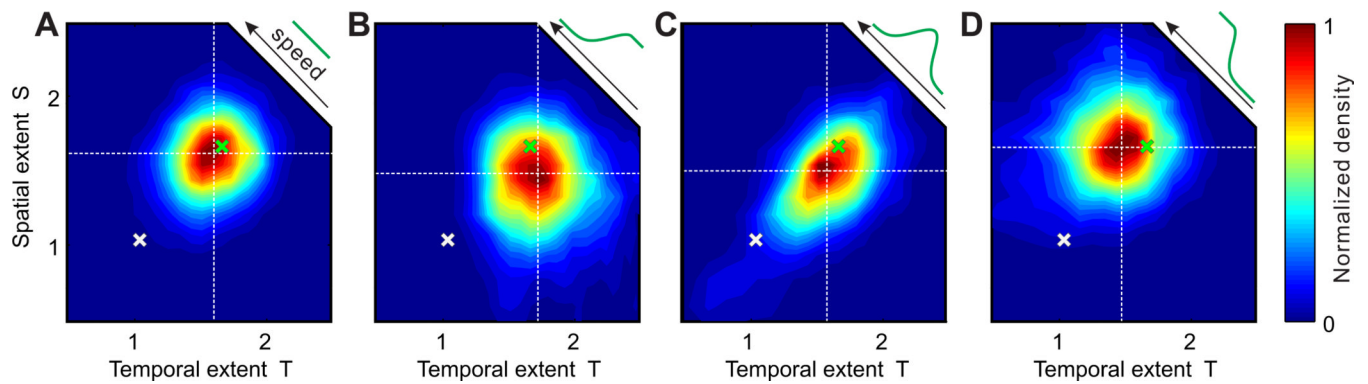 A
B
C
D
speed
Spatial extent S
2
1
1 2
1 2
1 2
1 2
Temporal extent T
Temporal extent T
Temporal extent T
Temporal extent T
1
0
Normalized density